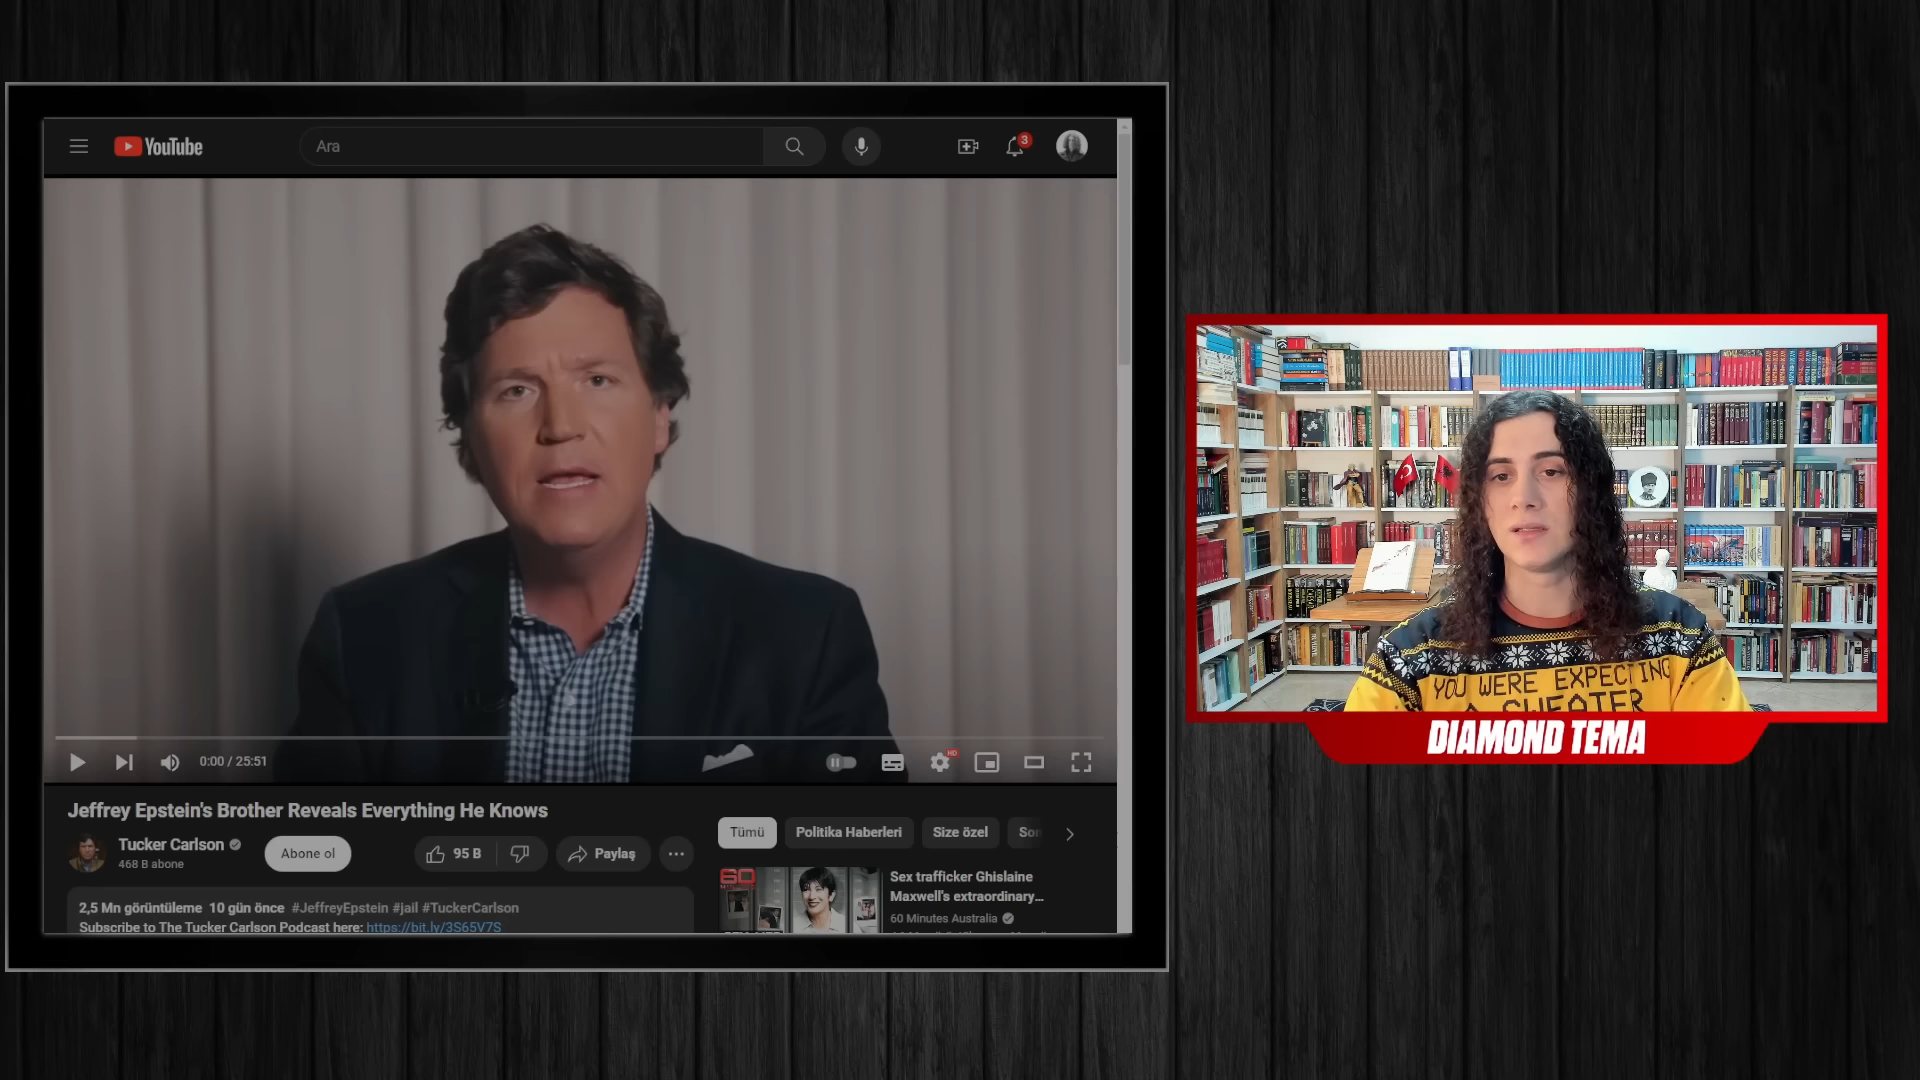 YouTube
Ara
3
0:00 / 25:51
HD
Jeffrey Epstein's Brother Reveals Everything He Knows
Tucker Carlson
468 B abone
Abone ol
95 B
Paylaş
2,5 Mn görüntüleme 10 gün önce #JeffreyEpstein #jail #TuckerCarlson
Subscribe to The Tucker Carlson Podcast here: https://bit.ly/3S65V7S
Tümü
Politika Haberleri
Size özel
60
Sex trafficker Ghislaine
Maxwell's extraordinary...
60 Minutes Australia
YOU WERE EXPECTING
A SWEATER
DIAMOND TEMA